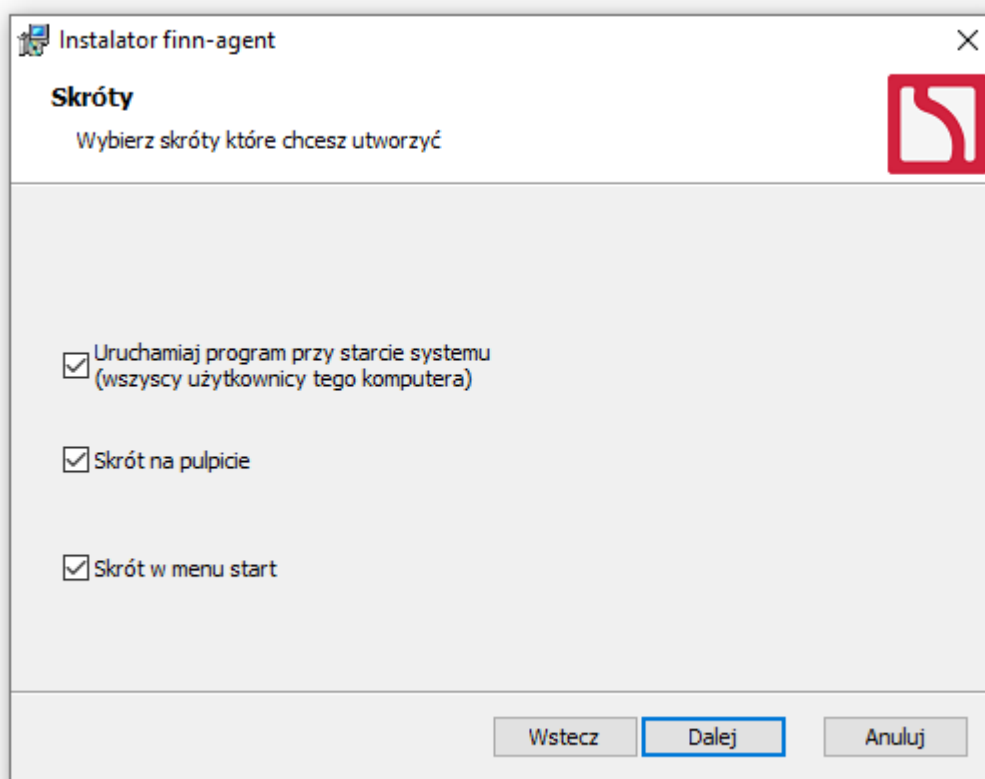 Instalator finn-agent
Skróty
Wybierz skróty które chcesz utworzyć
Uruchamiaj program przy starcie systemu
(wszyscy użytkownicy tego komputera)
Skrót na pulpicie
Skrót w menu start
Wstecz
Dalej
Anuluj